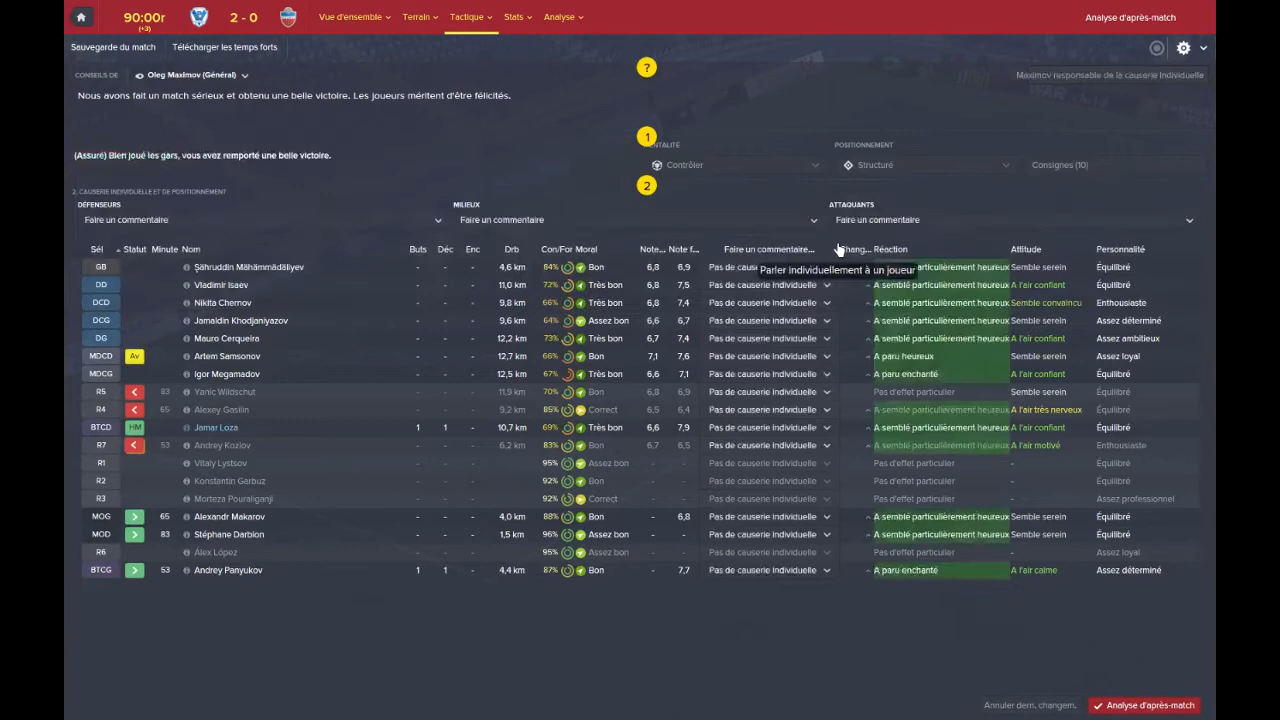 90:00r
(+3)
2 - 0
Vue d'ensemble
Terrain
Tactique
Stats
Analyse
Analyse d'après-match
Sauvegarde du match
Télécharger les temps forts
CONSEILS DE
Oleg Maximov (Général)
?
Maximov responsable de la causerie individuelle
Nous avons fait un match sérieux et obtenu une belle victoire. Les joueurs méritent d'être félicités.
1
NTALITÉ
POSITIONNEMENT
(Assuré) Bien joué les gars, vous avez remporté une belle victoire.
Contrôler
Structuré
Consignes (10)
2
2. CAUSERIE INDIVIDUELLE ET DE POSITIONNEMENT
DÉFENSEURS
MILIEUX
ATTAQUANTS
Faire un commentaire
Faire un commentaire
Faire un commentaire
Sél Statut Minute Nom Buts Déc Enc Drb Con/For Moral Note... Note f... Faire un commentaire... Chang... Réaction Attitude Personnalité
GB Şähruddin Mähämmädäliyev - - - 4,6 km 84% Bon 6,8 6,9 Pas de causerie particulièrement heureux Semble serein Équilibré
Parler individuellement à un joueur
DD Vladimir Isaev - - - 11,0 km 72% Très bon 6,8 7,5 Pas de causerie individuelle A semblé particulièrement heureux A l'air confiant Équilibré
DCD Nikita Chernov - - - 9,8 km 66% Très bon 6,8 7,4 Pas de causerie individuelle A semblé particulièrement heureux Semble convaincu Enthousiaste
DCG Jamaldin Khodjaniyazov - - - 9,6 km 64% Assez bon 6,6 6,7 Pas de causerie individuelle A semblé particulièrement heureux Semble serein Assez déterminé
DG Mauro Cerqueira - - - 12,2 km 73% Très bon 6,7 7,4 Pas de causerie individuelle A semblé particulièrement heureux A l'air confiant Assez ambitieux
MDCD Av Artem Samsonov - - - 12,7 km 66% Bon 7,1 7,6 Pas de causerie individuelle A paru heureux Semble serein Assez loyal
MDCG Igor Megamadov - - - 12,5 km 67% Très bon 6,6 7,1 Pas de causerie individuelle A paru enchanté A l'air confiant Équilibré
R5 83 Yanic Wildschut - - - 11,9 km 70% Bon 6,8 6,9 Pas de causerie individuelle Pas d'effet particulier Semble serein Équilibré
R4 65 Alexey Gasilin - - - 9,2 km 85% Correct 6,5 6,4 Pas de causerie individuelle A semblé particulièrement heureux A l'air très nerveux Équilibré
BTCD HM Jamar Loza 1 1 - 10,7 km 69% Très bon 6,6 7,9 Pas de causerie individuelle A semblé particulièrement heureux A l'air confiant Équilibré
R7 53 Andrey Kozlov - - - 6,2 km 83% Bon 6,7 6,5 Pas de causerie individuelle A semblé particulièrement heureux A l'air motivé Enthousiaste
R1 Vitaly Lystsov 95% Assez bon - - Pas de causerie individuelle Pas d'effet particulier - Équilibré
R2 Konstantin Garbuz 92% Bon - - Pas de causerie individuelle Pas d'effet particulier - Équilibré
R3 Morteza Pouraliganji 92% Correct - - Pas de causerie individuelle Pas d'effet particulier - Assez professionnel
MOG 65 Alexandr Makarov - - - 4,0 km 88% Bon - 6,8 Pas de causerie individuelle A semblé particulièrement heureux Semble serein Équilibré
MOD 83 Stéphane Darbion - - - 1,5 km 96% Assez bon - - Pas de causerie individuelle A semblé particulièrement heureux Semble serein Équilibré
R6 Álex López 95% Assez bon - - Pas de causerie individuelle Pas d'effet particulier - Assez loyal
BTCG 53 Andrey Panyukov 1 1 - 4,4 km 87% Bon - 7,7 Pas de causerie individuelle A paru enchanté A l'air calme Assez déterminé
Annuler dern. changem.
Analyse d'après-match